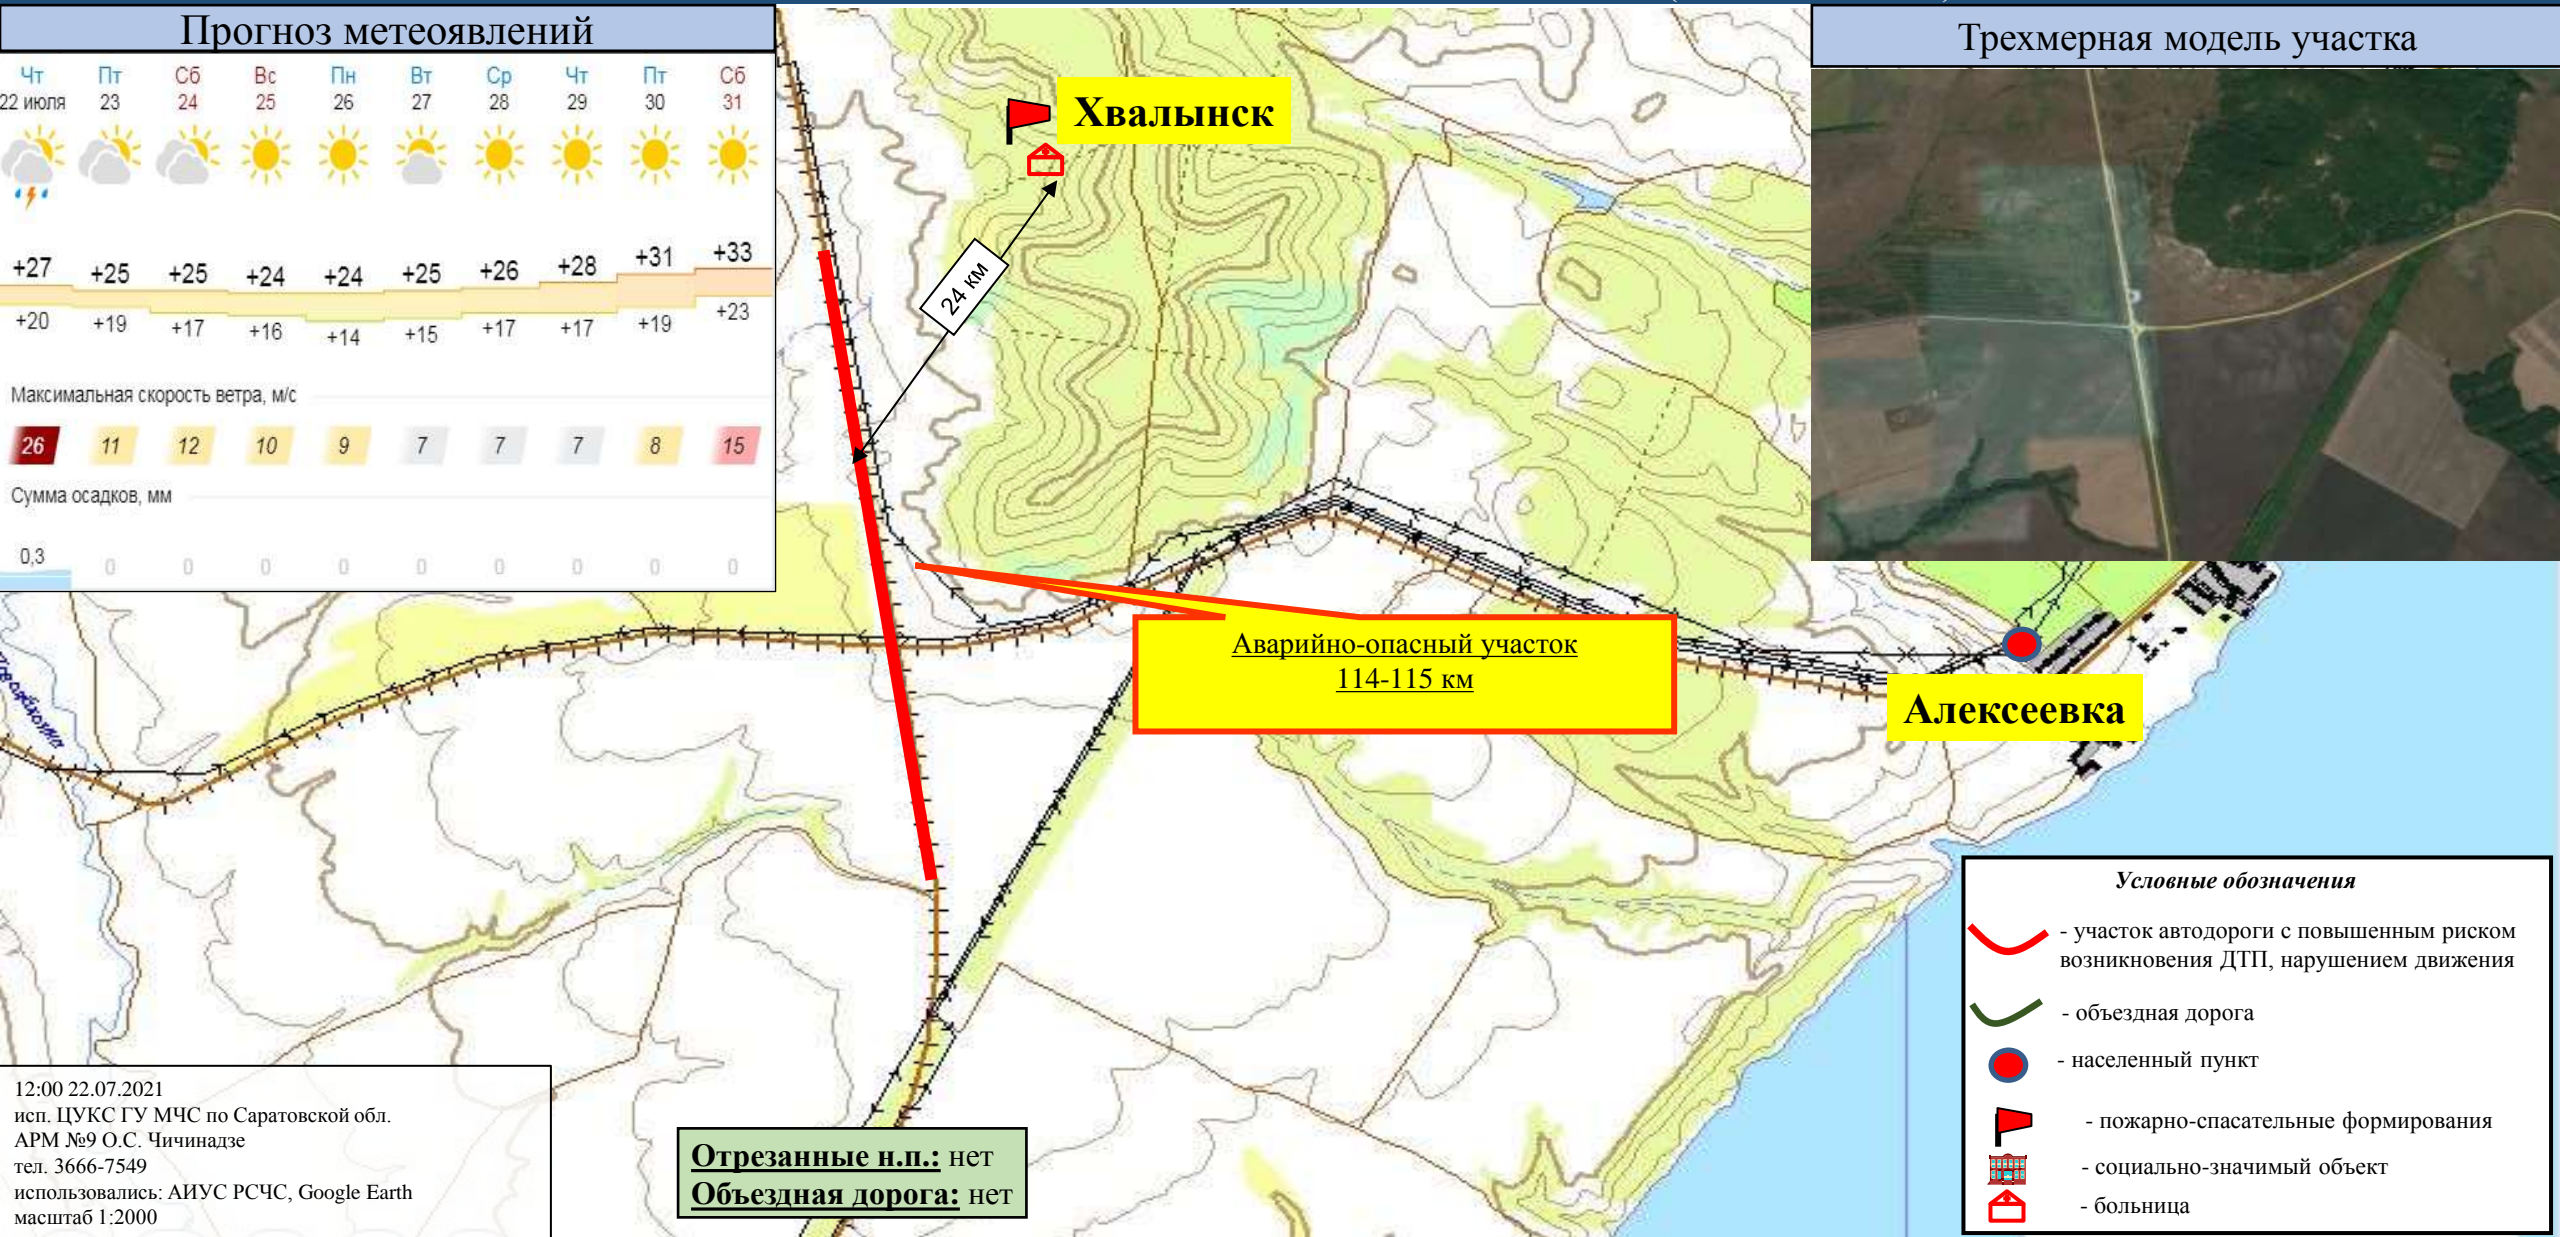 Прогноз метеоявлений
Чт Пт Сб Вс Пн Вт Ср Чт Пт Сб
22 июля 23 24 25 26 27 28 29 30 31
+27 +25 +25 +24 +24 +25 +26 +28 +31 +33
+20 +19 +17 +16 +14 +15 +17 +17 +19 +23
Максимальная скорость ветра, м/с
26 11 12 10 9 7 7 7 8 15
Сумма осадков, мм
0,3 0 0 0 0 0 0 0 0 0
Хвалынск
24 км
Трехмерная модель участка
Аварийно-опасный участок
114-115 км
Алексеевка
Условные обозначения
- участок автодороги с повышенным риском
возникновения ДТП, нарушением движения
- объездная дорога
- населенный пункт
- пожарно-спасательные формирования
- социально-значимый объект
- больница
12:00 22.07.2021
исп. ЦУКС ГУ МЧС по Саратовской обл.
АРМ №9 О.С. Чичинадзе
тел. 3666-7549
использовались: АИУС РСЧС, Google Earth
масштаб 1:2000
Отрезанные н.п.: нет
Объездная дорога: нет